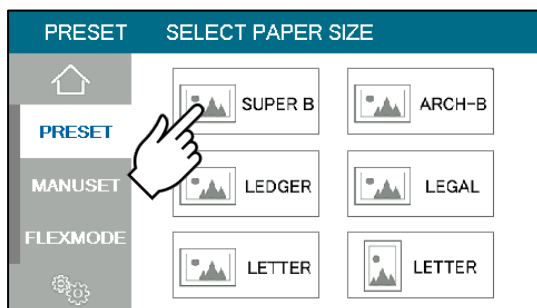 PRESET SELECT PAPER SIZE
PRESET
MANUSET
FLEXMODE
SUPER B ARCH-B
LEDGER LEGAL
LETTER LETTER